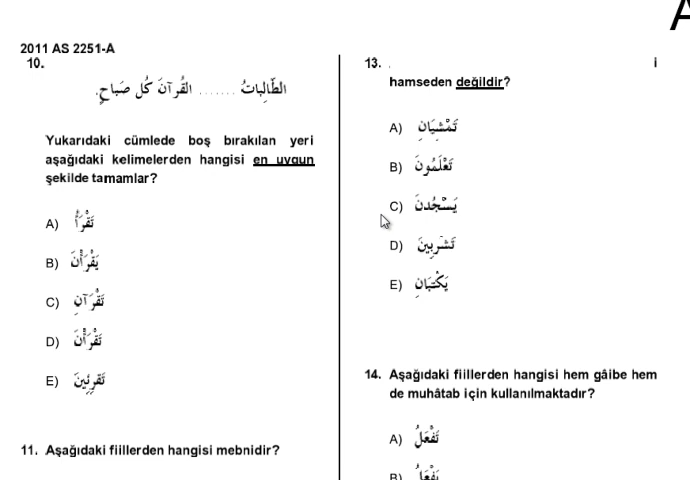 A
2011 AS 2251-A
10.
الطَّالِبَاتُ ....... القُرآنَ كُل صَبَاحٍ.
Yukarıdaki cümlede boş bırakılan yeri
aşağıdaki kelimelerden hangisi en uygun
şekilde tamamlar?
A) تَقْرَأُ
B) يَقْرَأْنَ
C) تَقْرَآنِ
D) تَقْرَأْنَ
E) تَقْرَئِينَ
11. Aşağıdaki fiillerden hangisi mebnidir?
13. . i
hamseden değildir?
A) تَمْشِيَانِ
B) تَعْلَمُونَ
C) يَسْجُدْنَ
D) تَشْرَبِينَ
E) يَكْتُبَانِ
14. Aşağıdaki fiillerden hangisi hem gâibe hem
de muhâtab için kullanılmaktadır?
A) تَفْعَلُ
B) يَفْعَلُ